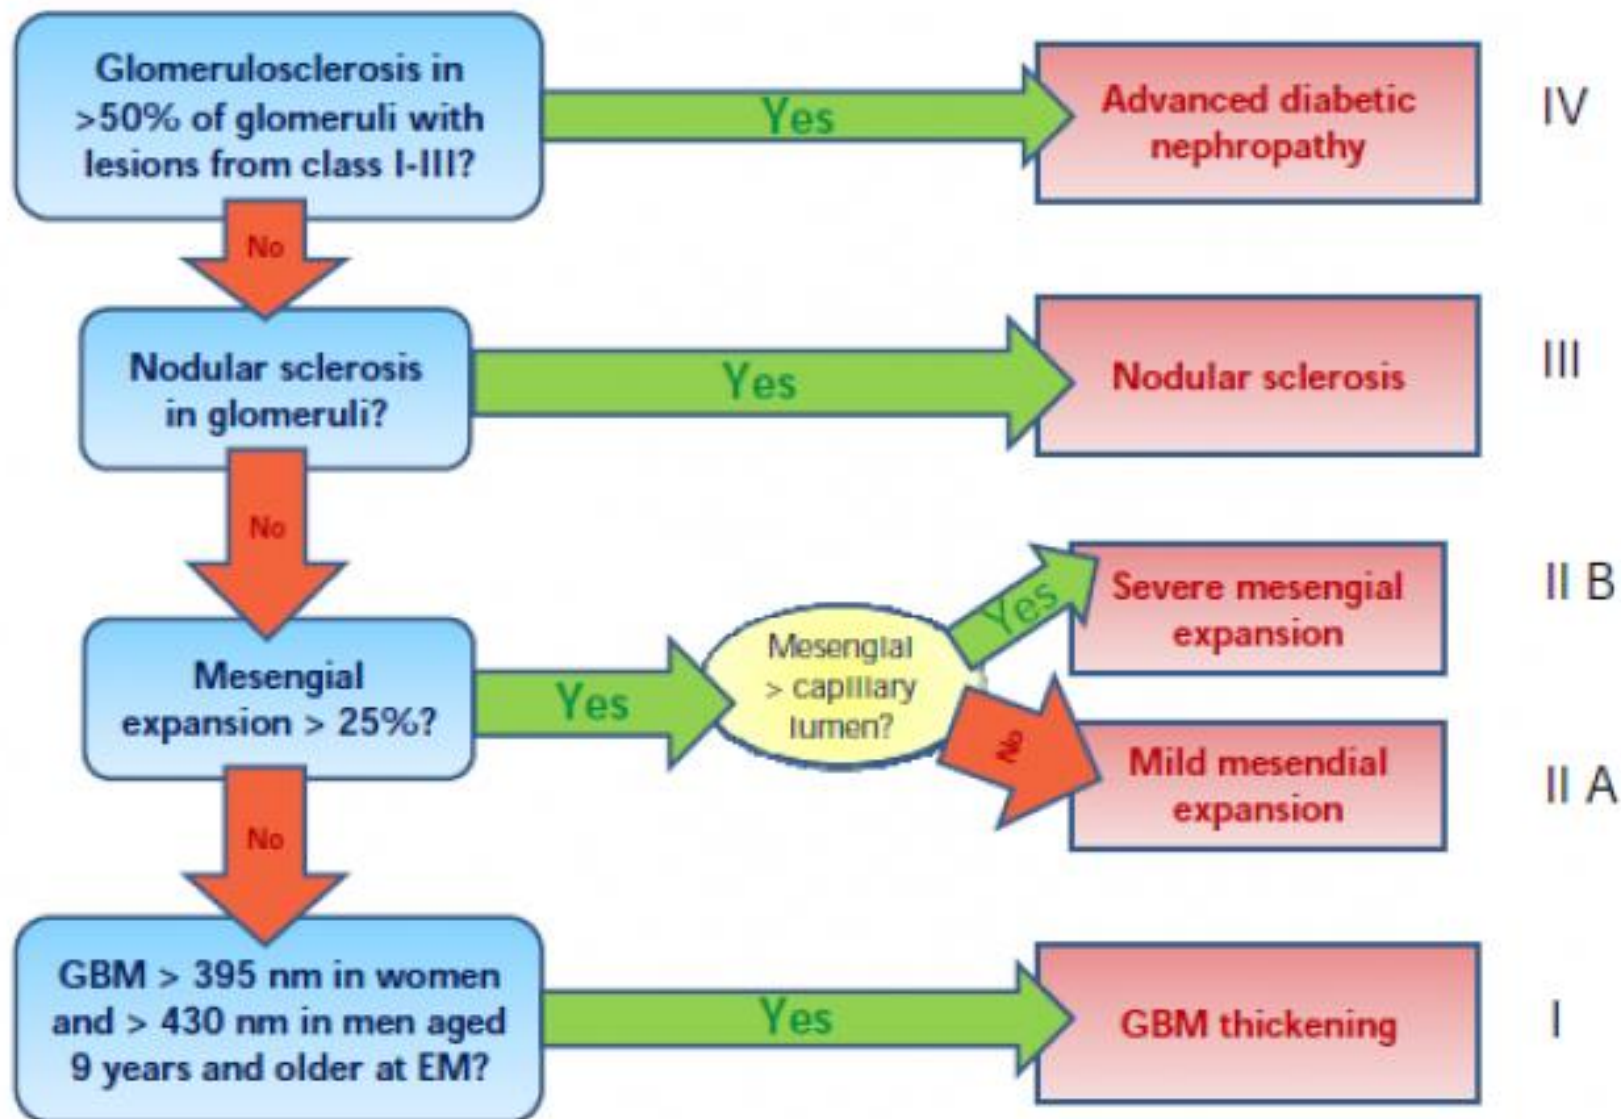 Glomerulosclerosis in
>50% of glomeruli with
lesions from class I-III?
Yes
Advanced diabetic
nephropathy
IV
No
Nodular sclerosis
in glomeruli?
Yes
Nodular sclerosis
III
No
Mesengial
expansion > 25%?
Yes
Mesengial
> capillary
lumen?
Yes
Severe mesengial
expansion
II B
No
Mild mesendial
expansion
II A
No
GBM > 395 nm in women
and > 430 nm in men aged
9 years and older at EM?
Yes
GBM thickening
I